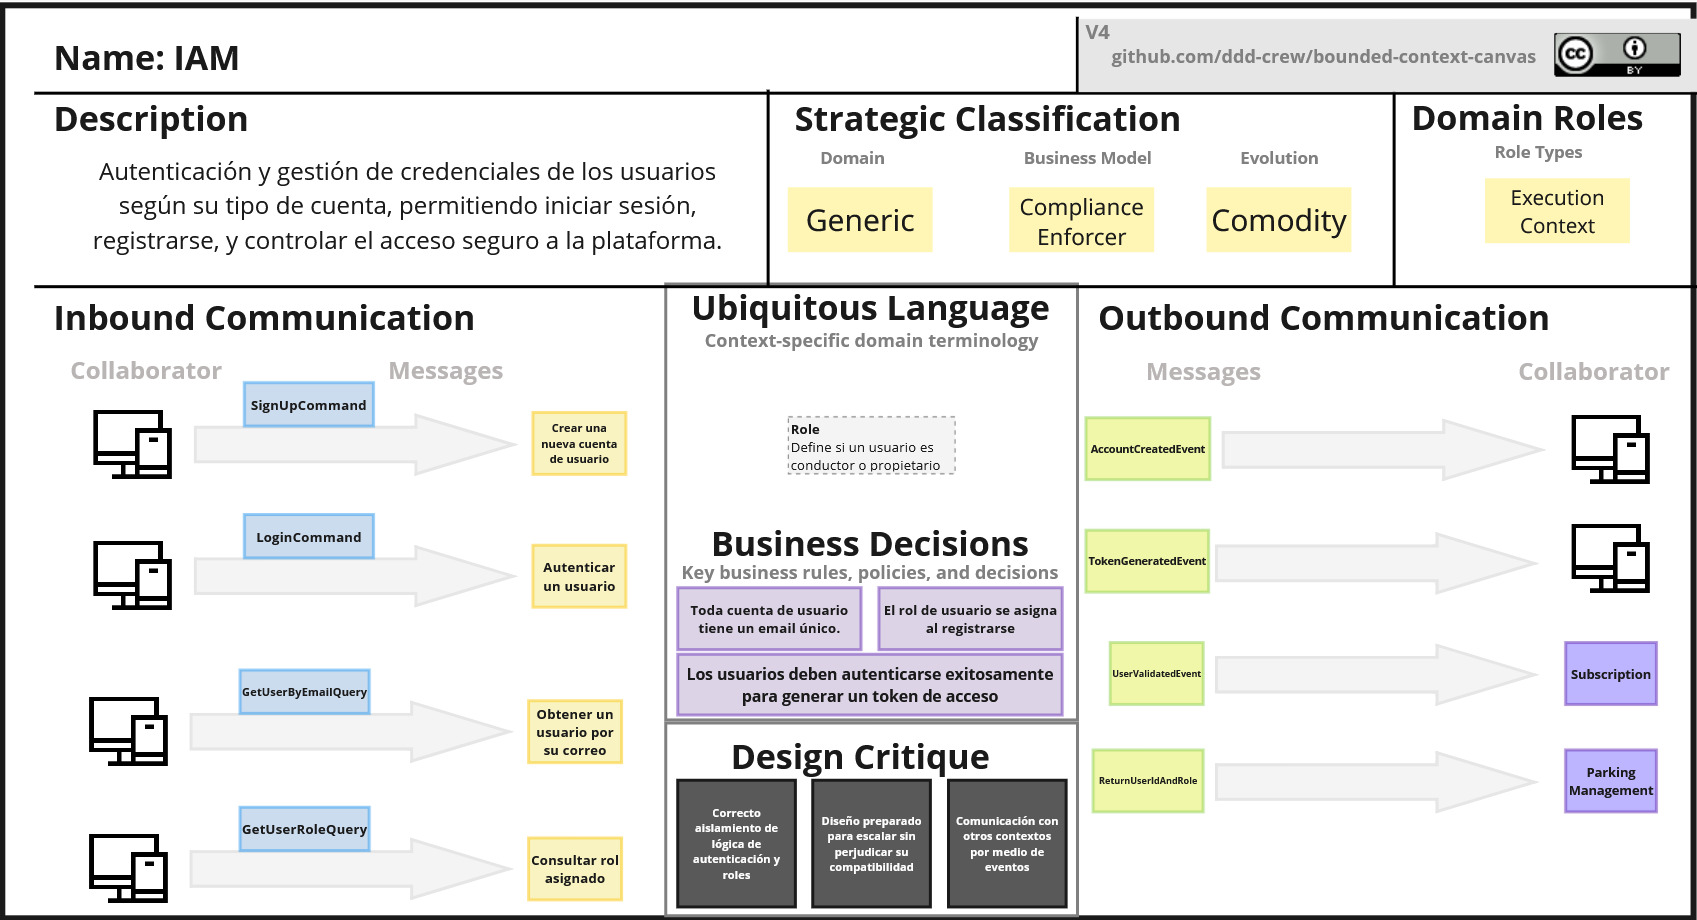 Name: IAM
V4
github.com/ddd-crew/bounded-context-canvas
cc
BY
Description
Autenticación y gestión de credenciales de los usuarios
según su tipo de cuenta, permitiendo iniciar sesión,
registrarse, y controlar el acceso seguro a la plataforma.
Strategic Classification
Domain
Business Model
Evolution
Generic
Compliance
Enforcer
Comodity
Domain Roles
Role Types
Execution
Context
Inbound Communication
Collaborator
Messages
SignUpCommand
Crear una
nueva cuenta
de usuario
LoginCommand
Autenticar
un usuario
GetUserByEmailQuery
Obtener un
usuario por
su correo
GetUserRoleQuery
Consultar rol
asignado
Ubiquitous Language
Context-specific domain terminology
Role
Define si un usuario es
conductor o propietario
Business Decisions
Key business rules, policies, and decisions
Toda cuenta de usuario
tiene un email único.
El rol de usuario se asigna
al registrarse
Los usuarios deben autenticarse exitosamente
para generar un token de acceso
Design Critique
Correcto
aislamiento de
lógica de
autenticación y
roles
Diseño preparado
para escalar sin
perjudicar su
compatibilidad
Comunicación con
otros contextos
por medio de
eventos
Outbound Communication
Messages
Collaborator
AccountCreatedEvent
TokenGeneratedEvent
UserValidatedEvent
Subscription
ReturnUserIdAndRole
Parking
Management